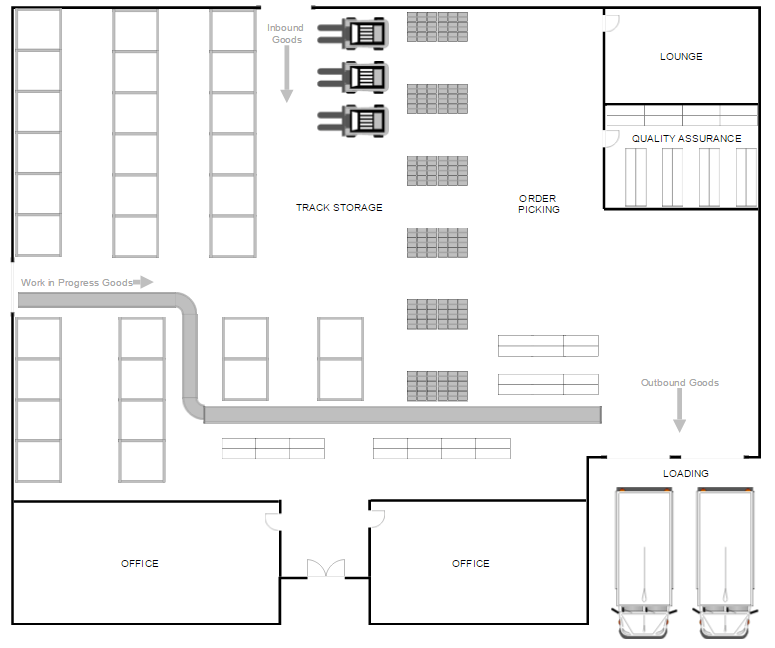 Inbound
Goods
LOUNGE
QUALITY ASSURANCE
TRACK STORAGE
ORDER
PICKING
Work in Progress Goods
Outbound Goods
LOADING
OFFICE
OFFICE